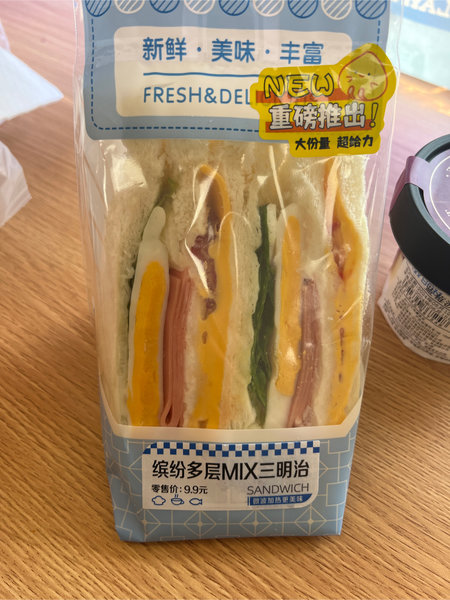 新鲜·美味·丰富
FRESH&DEL
NEW
重磅推出!
大份量 超给力
缤纷多层MIX三明治
零售价: 9.9元
SANDWICH
微波加热更美味